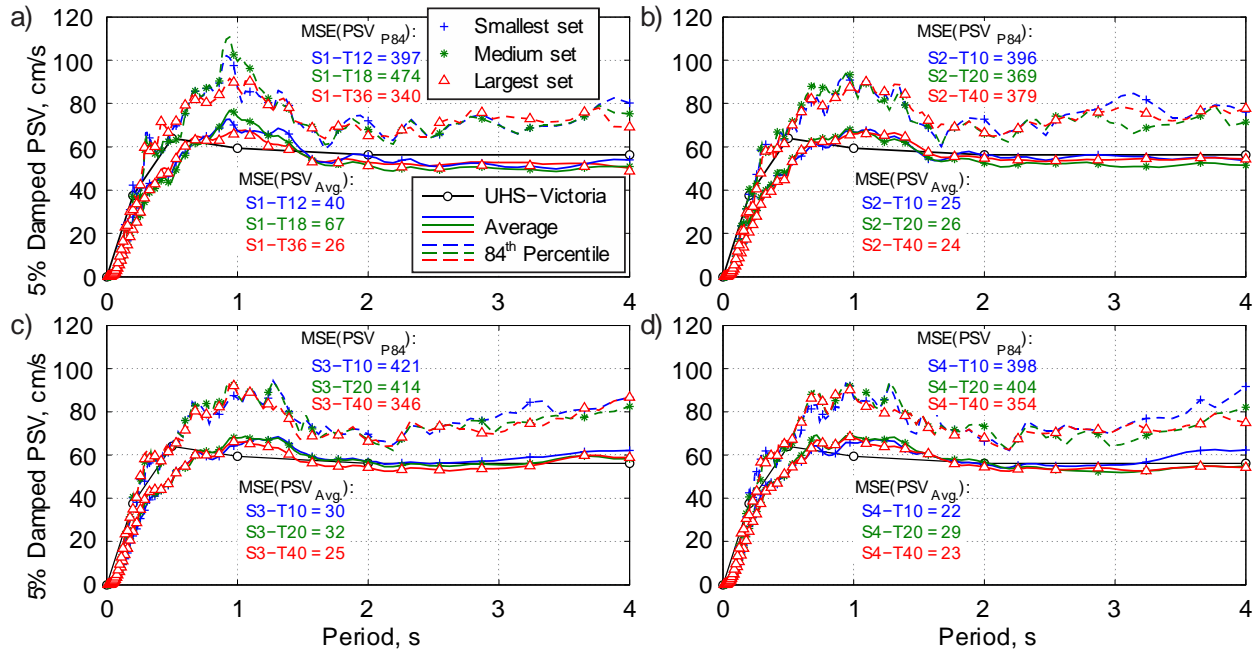 a)
5% Damped PSV, cm/s
120
100
80
60
40
20
0
0
1
2
3
4
MSE(PSV P84):
S1−T12 = 397
S1−T18 = 474
S1−T36 = 340
Smallest set
Medium set
Largest set
MSE(PSV Avg.):
S1−T12 = 40
S1−T18 = 67
S1−T36 = 26
UHS−Victoria
Average
84th Percentile
b)
120
100
80
60
40
20
0
0
1
2
3
4
MSE(PSV P84):
S2−T10 = 396
S2−T20 = 369
S2−T40 = 379
MSE(PSV Avg.):
S2−T10 = 25
S2−T20 = 26
S2−T40 = 24
c)
5% Damped PSV, cm/s
120
100
80
60
40
20
0
0
1
2
3
4
Period, s
MSE(PSV P84):
S3−T10 = 421
S3−T20 = 414
S3−T40 = 346
MSE(PSV Avg.):
S3−T10 = 30
S3−T20 = 32
S3−T40 = 25
d)
120
100
80
60
40
20
0
0
1
2
3
4
Period, s
MSE(PSV P84):
S4−T10 = 398
S4−T20 = 404
S4−T40 = 354
MSE(PSV Avg.):
S4−T10 = 22
S4−T20 = 29
S4−T40 = 23